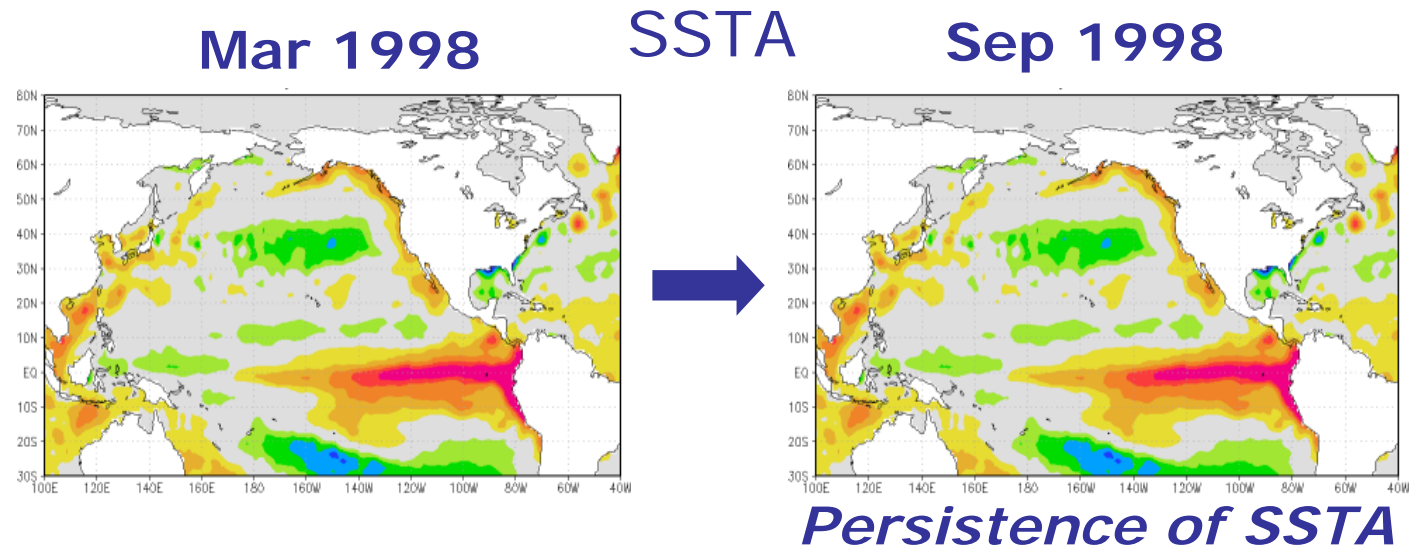 SSTA
Mar 1998
Sep 1998
80N
70N
60N
50N
40N
30N
20N
10N
EQ
10S
20S
30S
100E 120E 140E 160E 180 160W 140W 120W 100W 80W 60W 40W
80N
70N
60N
50N
40N
30N
20N
10N
EQ
10S
20S
30S
100E 120E 140E 160E 180 160W 140W 120W 100W 80W 60W 40W
Persistence of SSTA